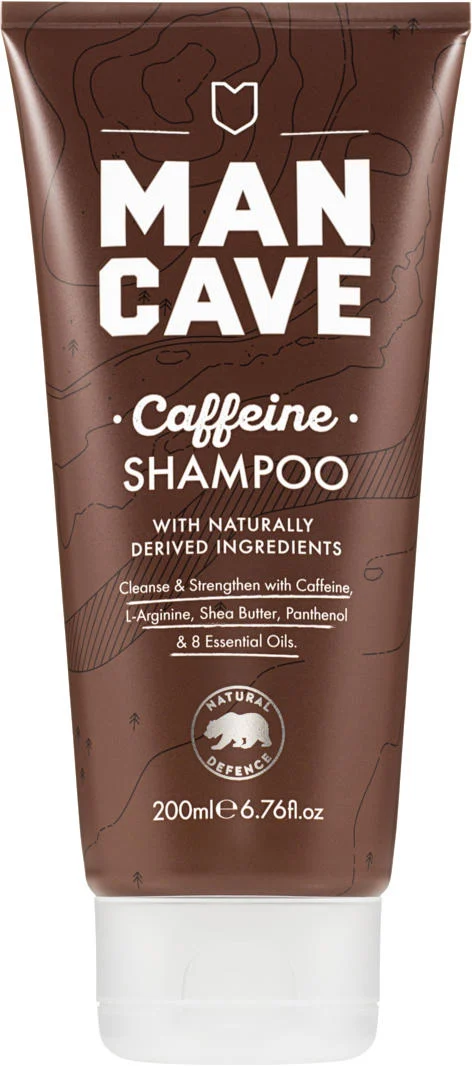 MAN
CAVE
· Caffeine ·
SHAMPOO
WITH NATURALLY
DERIVED INGREDIENTS
Cleanse & Strengthen with Caffeine,
L-Arginine, Shea Butter, Panthenol
& 8 Essential Oils.
NATURAL
DEFENCE
200ml℮6.76fl.oz